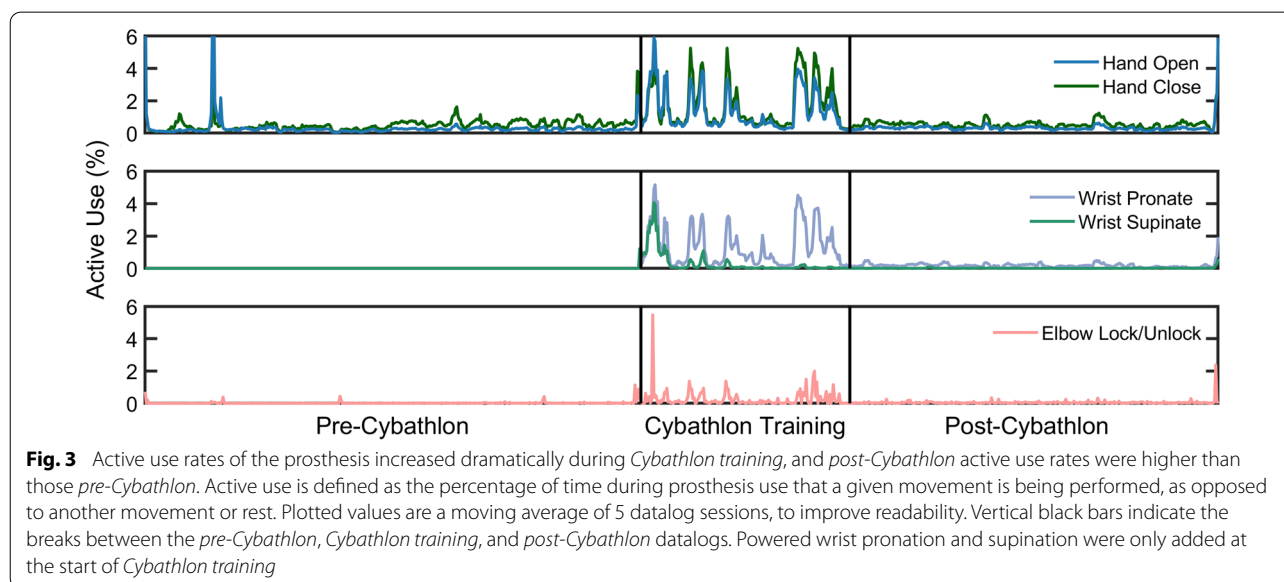 6
4
2
0
Hand Open
Hand Close
6
4
2
0
Wrist Pronate
Wrist Supinate
6
4
2
0
Elbow Lock/Unlock
Active Use (%)
Pre-Cybathlon Cybathlon Training Post-Cybathlon
Fig. 3 Active use rates of the prosthesis increased dramatically during Cybathlon training, and post-Cybathlon active use rates were higher than
those pre-Cybathlon. Active use is defined as the percentage of time during prosthesis use that a given movement is being performed, as opposed
to another movement or rest. Plotted values are a moving average of 5 datalog sessions, to improve readability. Vertical black bars indicate the
breaks between the pre-Cybathlon, Cybathlon training, and post-Cybathlon datalogs. Powered wrist pronation and supination were only added at
the start of Cybathlon training